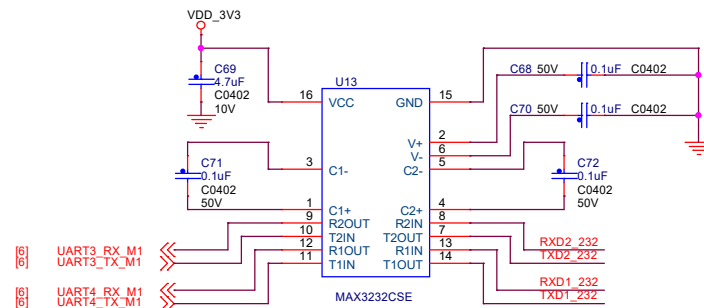 VDD_3V3
C69
4.7uF
C0402
10V
U13
C68 50V 0.1uF C0402
C70 50V 0.1uF C0402
16 VCC GND 15
V+ 2
V- 6
3 C1- C2- 5
C71
0.1uF
C0402
50V
C72
0.1uF
C0402
50V
1 C1+ C2+ 4
9 R2OUT R2IN 8
10 T2IN T2OUT 7
12 R1OUT R1IN 13
11 T1IN T1OUT 14
[6] UART3_RX_M1
[6] UART3_TX_M1
[6] UART4_RX_M1
[6] UART4_TX_M1
RXD2_232
TXD2_232
RXD1_232
TXD1_232
MAX3232CSE